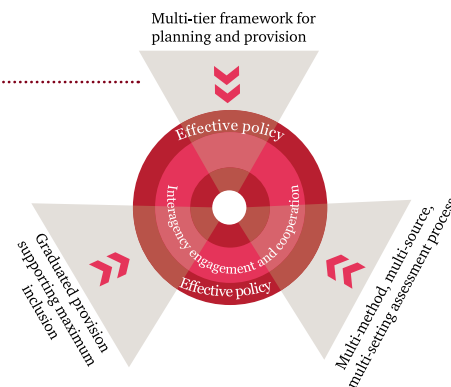 Multi-tier framework for
planning and provision
Effective policy
Interagency engagement and cooperation
Effective policy
Graduated provision
supporting maximum
inclusion
Multi-method, multi-source,
multi-setting assessment process